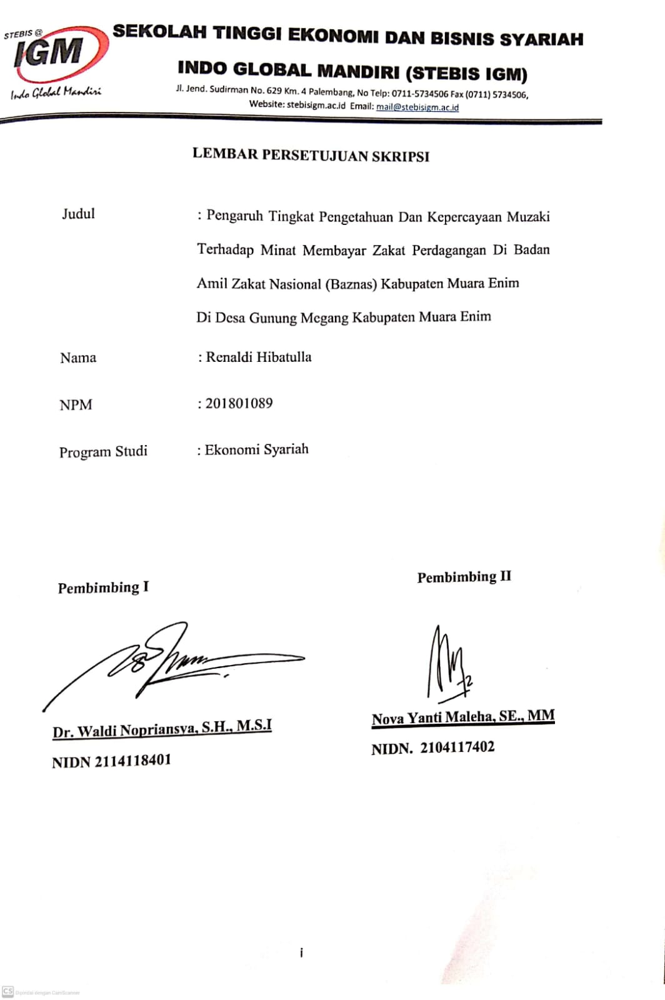 STEBIS @
IGM
Indo Global Mandiri
SEKOLAH TINGGI EKONOMI DAN BISNIS SYARIAH
INDO GLOBAL MANDIRI (STEBIS IGM)
Jl. Jend. Sudirman No. 629 Km. 4 Palembang, No Telp: 0711-5734506 Fax (0711) 5734506,
Website: stebisigm.ac.id Email: mail@stebisigm.ac.id
LEMBAR PERSETUJUAN SKRIPSI
Judul : Pengaruh Tingkat Pengetahuan Dan Kepercayaan Muzaki
Terhadap Minat Membayar Zakat Perdagangan Di Badan
Amil Zakat Nasional (Baznas) Kabupaten Muara Enim
Di Desa Gunung Megang Kabupaten Muara Enim
Nama : Renaldi Hibatulla
NPM : 201801089
Program Studi : Ekonomi Syariah
Pembimbing I
Dr. Waldi Nopriansya, S.H., M.S.I
NIDN 2114118401
Pembimbing II
Nova Yanti Maleha, SE., MM
NIDN. 2104117402
i
CS Dipindai dengan CamScanner